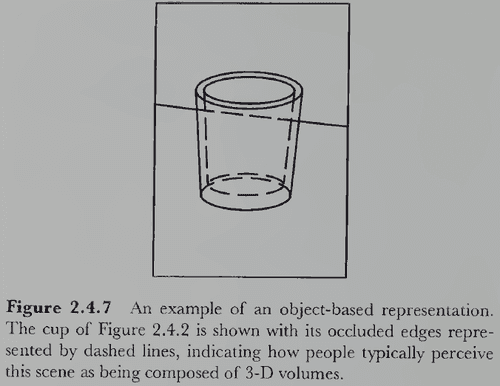 Figure 2.4.7 An example of an object-based representation.
The cup of Figure 2.4.2 is shown with its occluded edges repre-
sented by dashed lines, indicating how people typically perceive
this scene as being composed of 3-D volumes.